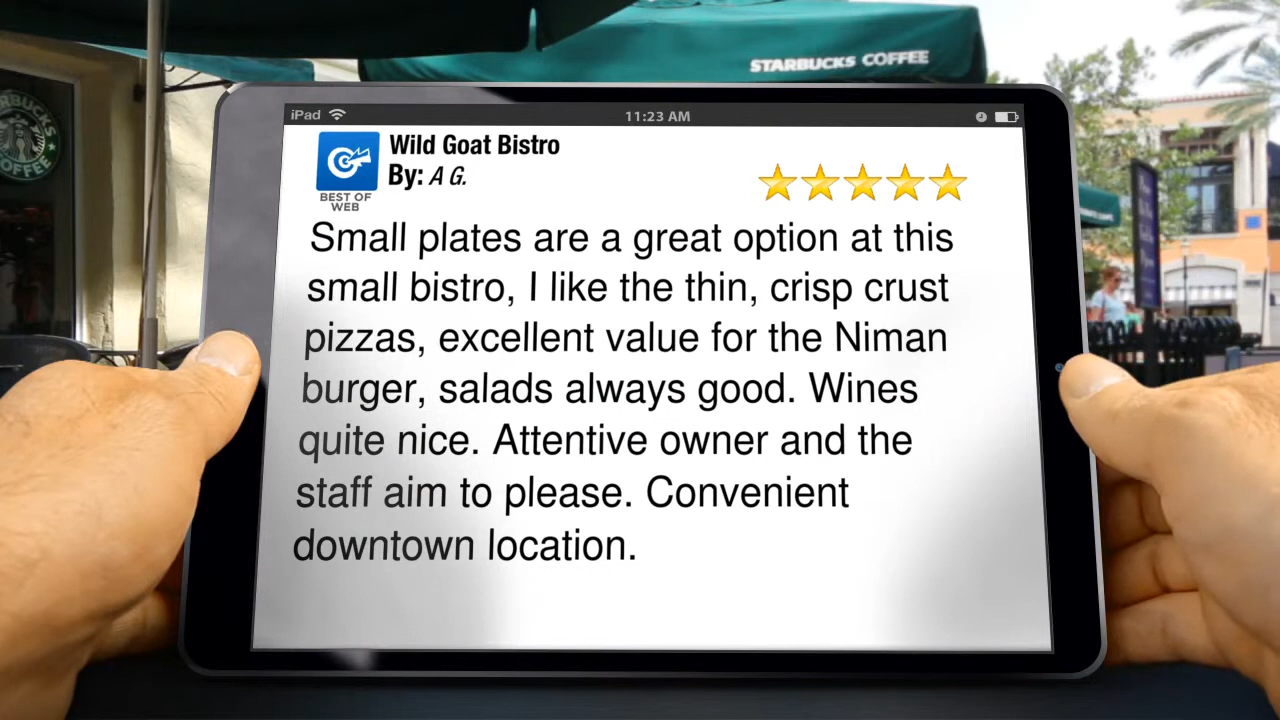 STARBUCKS COFFEE
iPad
11:23 AM
Wild Goat Bistro
By: A G.
BEST OF
WEB
Small plates are a great option at this
small bistro, I like the thin, crisp crust
pizzas, excellent value for the Niman
burger, salads always good. Wines
quite nice. Attentive owner and the
staff aim to please. Convenient
downtown location.